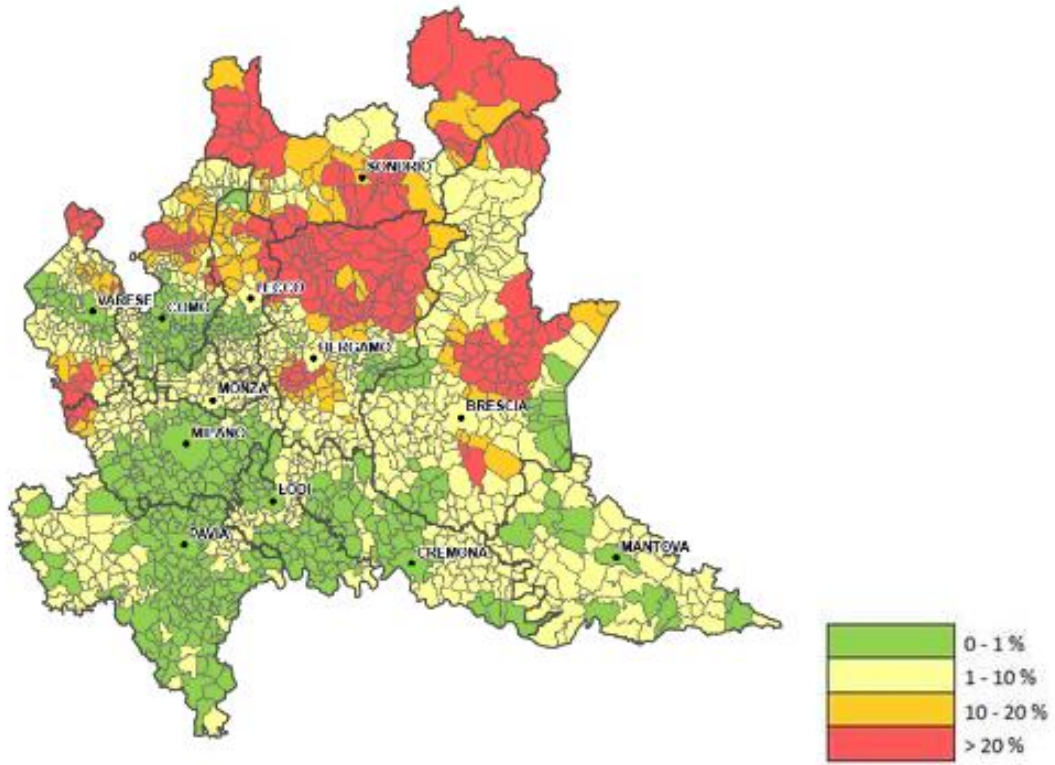 SONDRIO
LECCO
VARESE
COMO
BERGAMO
MONZA
BRESCIA
MILANO
LODI
PAVIA
CREMONA
MANTOVA
0 - 1 %
1 - 10 %
10 - 20 %
> 20 %